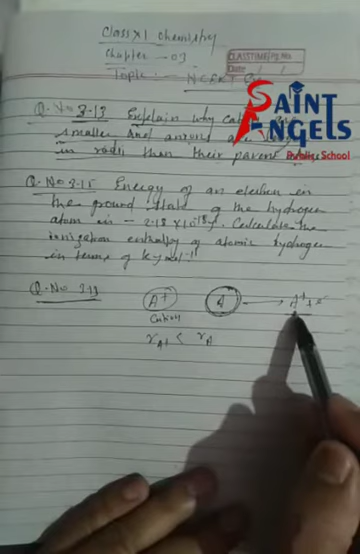 Class XI Chemistry
Chapter - 03
CLASSTIME/Pg.No.
Date / /
Topic :- NCERT
SAINT ANGELS
Public School
Q.No 3.13 Explain why
smaller and anions
in radii than their parent
Q.No 3.15 Energy of an electron in
the ground state of the hydrogen
atom is - 2.18 x 10⁻¹⁸J. Calculate the
ionization enthalpy of atomic hydrogen
in terms of KJ mol⁻¹
Q.No 3.13 A⁺ A → A⁺ + e⁻
Cation
r A+ < r A